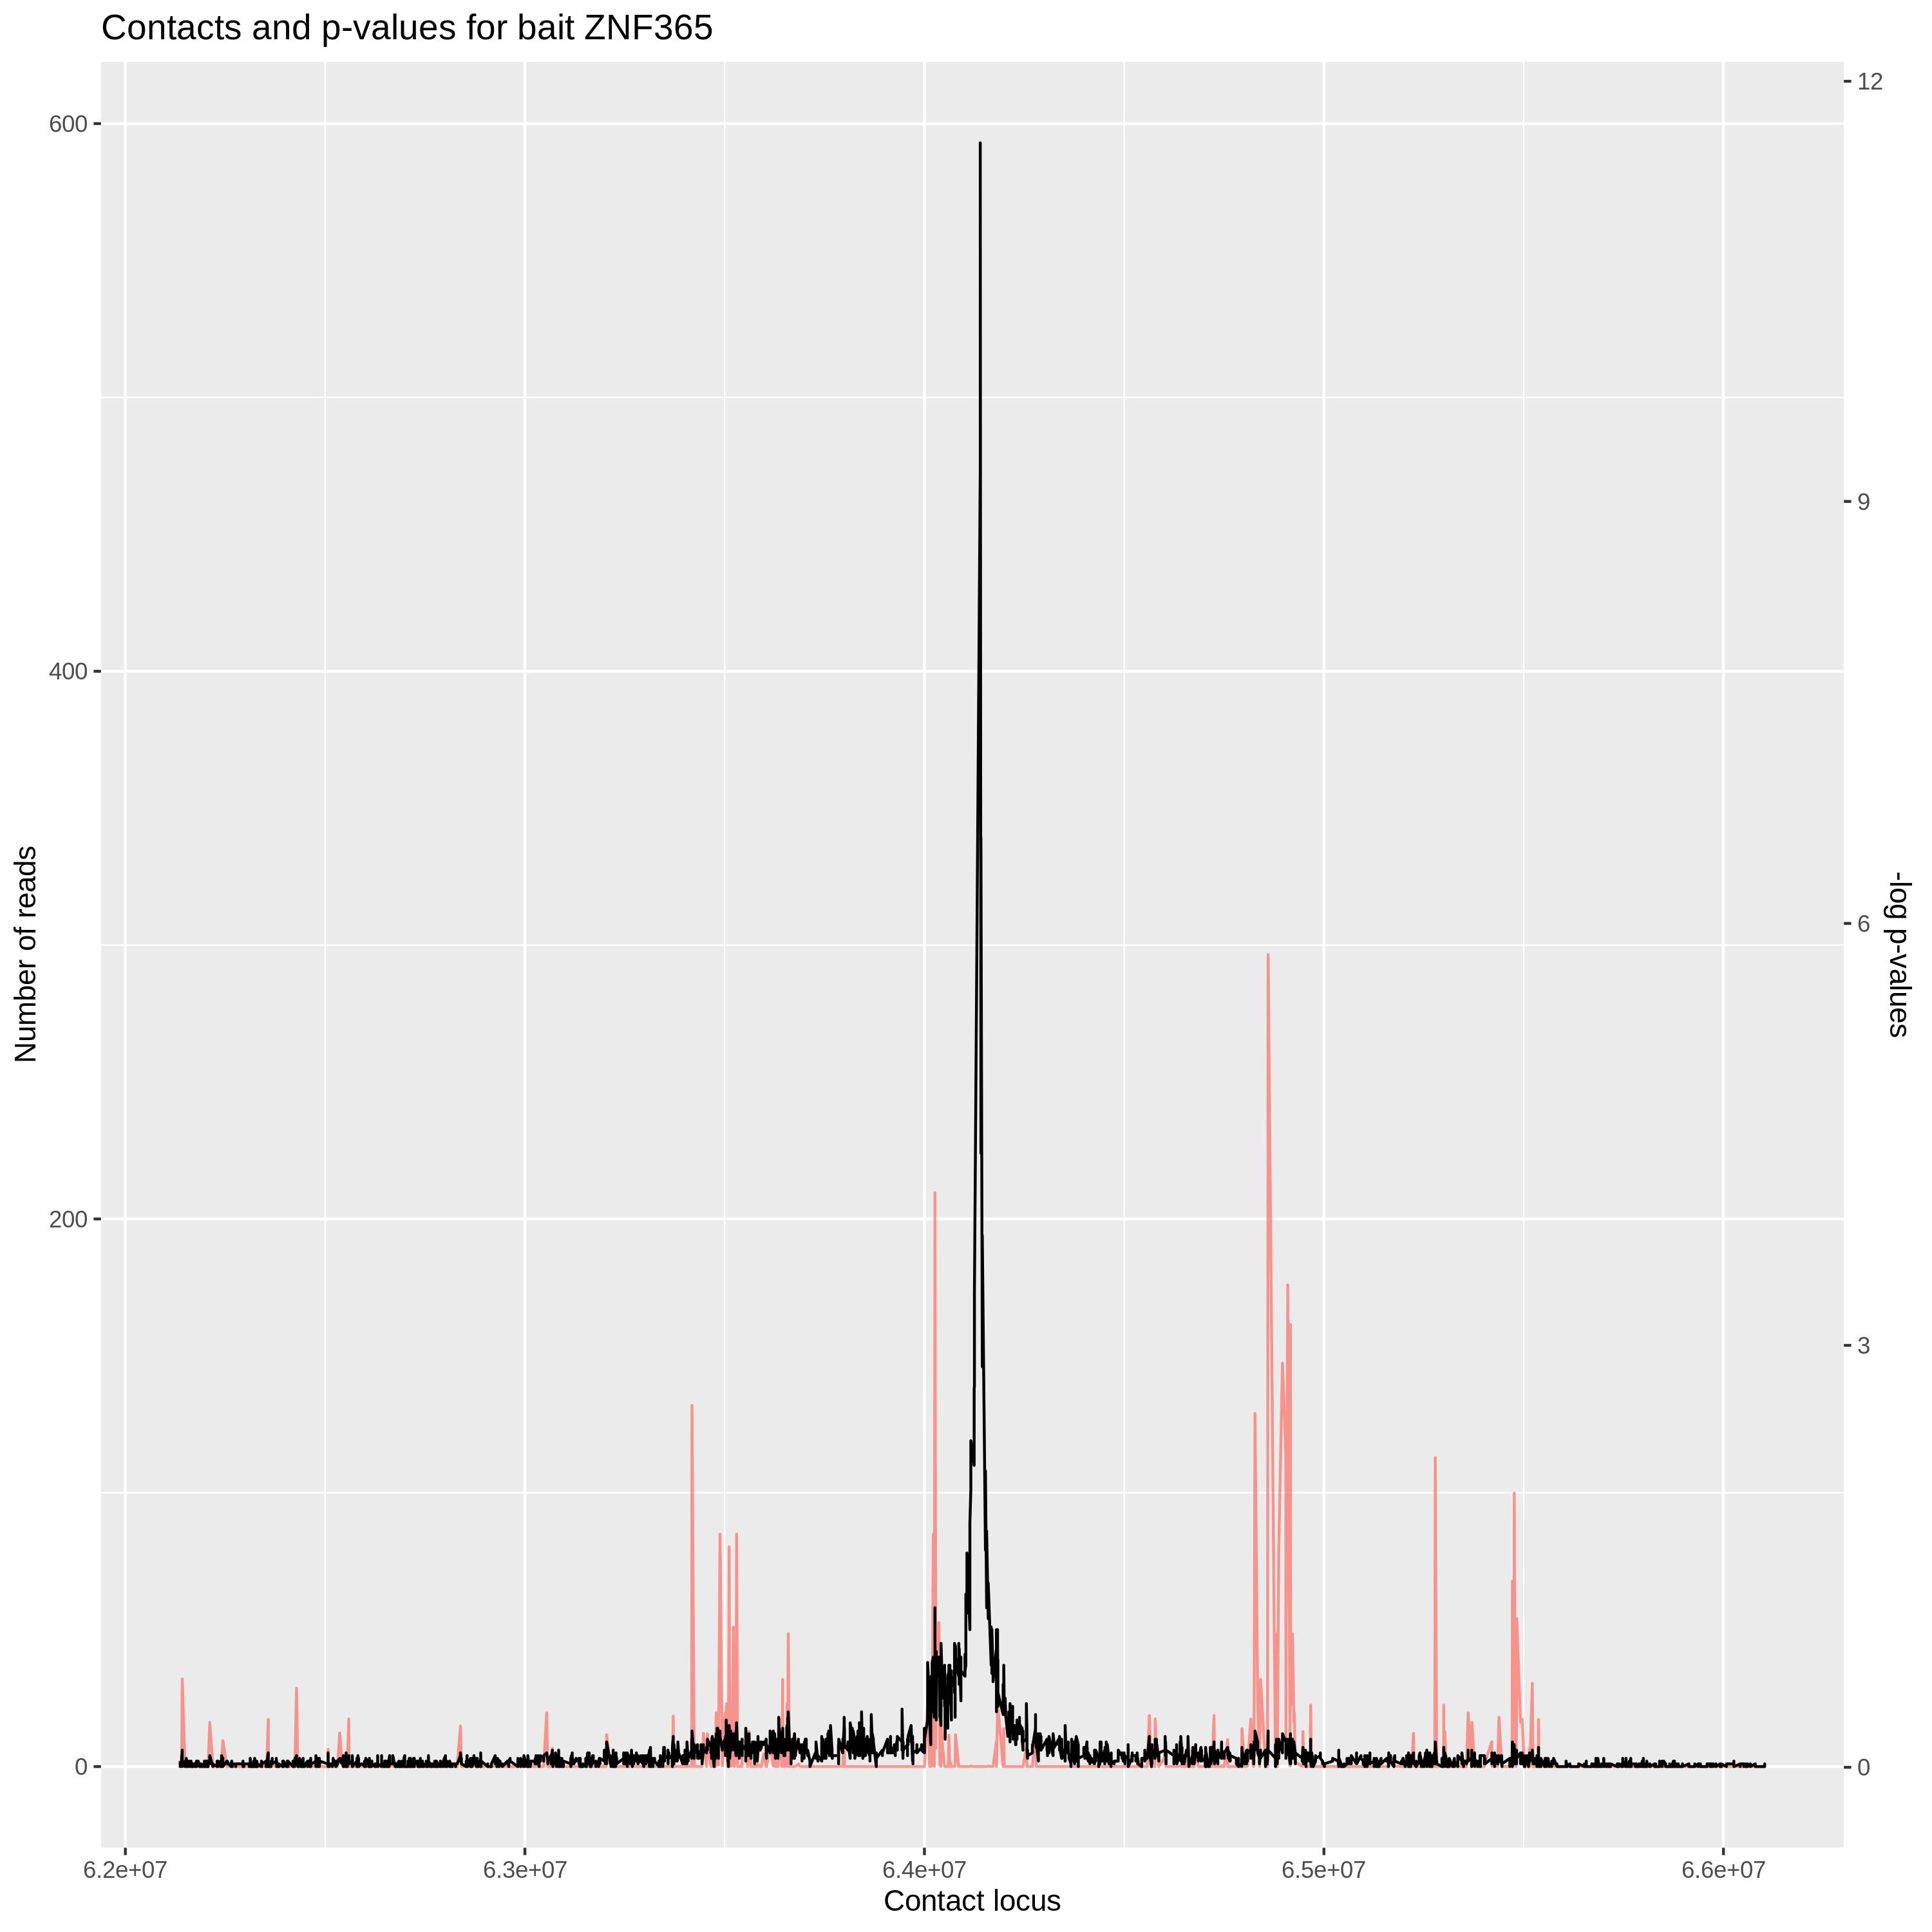 Contacts and p-values for bait ZNF365
Number of reads
600
400
200
0
12
9
6
3
0
-log p-values
6.2e+07 6.3e+07 6.4e+07 6.5e+07 6.6e+07
Contact locus